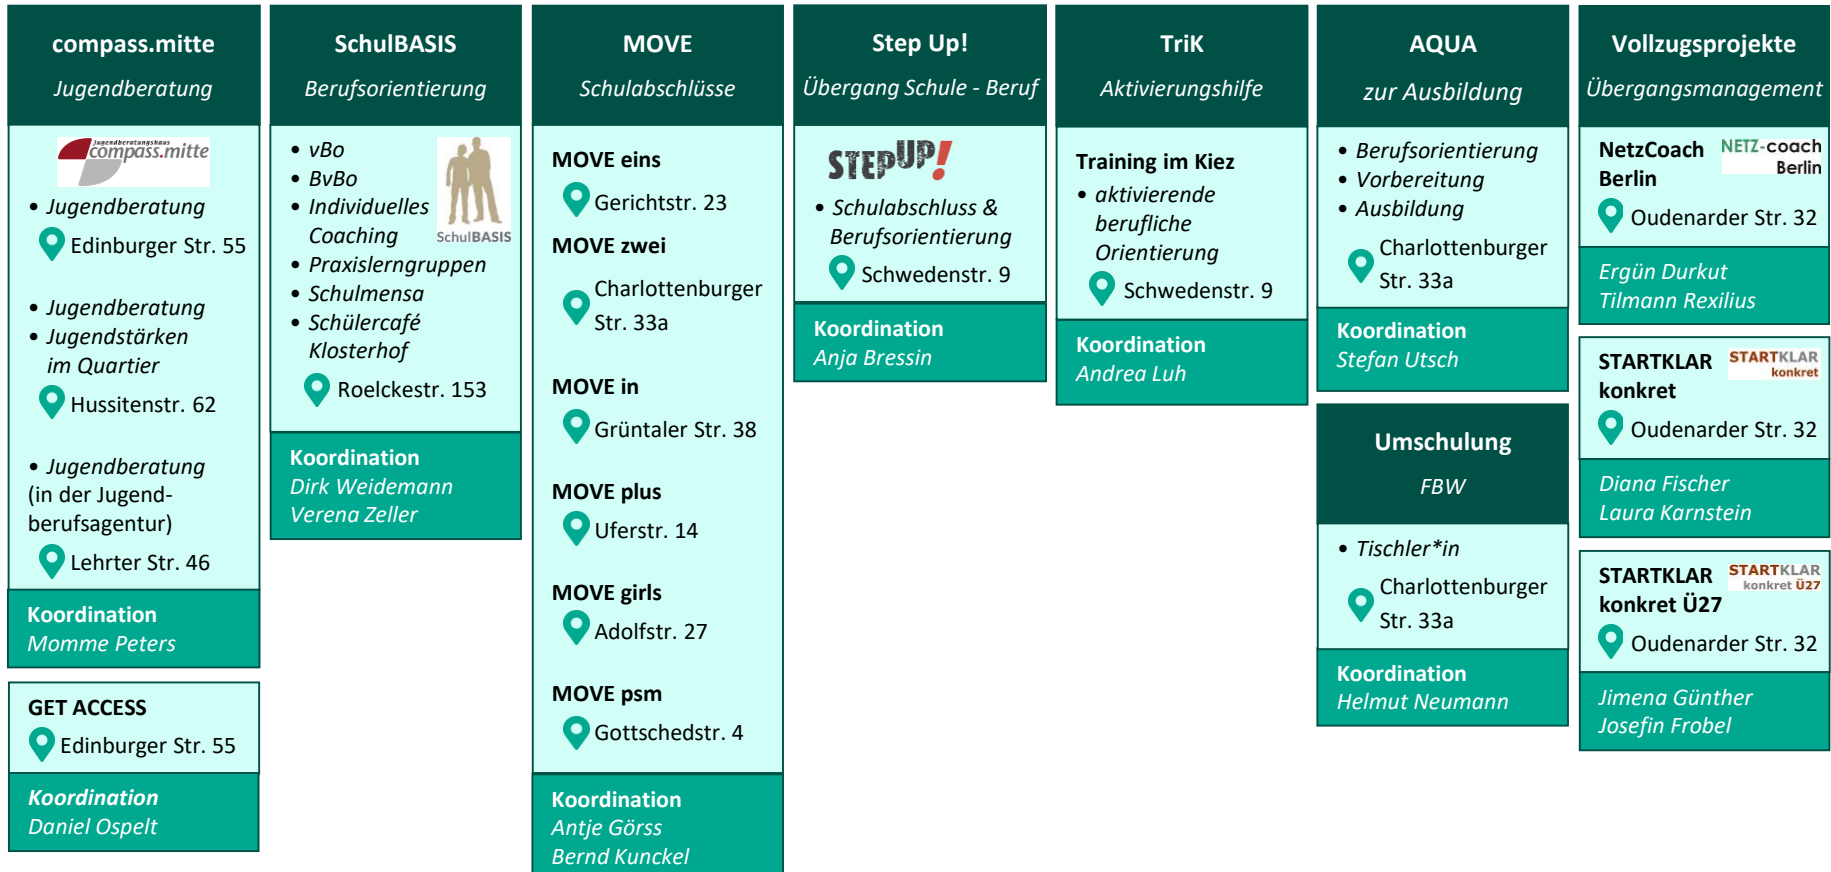 compass.mitte
Jugendberatung
Jugendberatungshaus
compass.mitte
• Jugendberatung
Edinburger Str. 55
• Jugendberatung
• Jugendstärken
im Quartier
Hussitenstr. 62
• Jugendberatung
(in der Jugend-
berufsagentur)
Lehrter Str. 46
Koordination
Momme Peters
GET ACCESS
Edinburger Str. 55
Koordination
Daniel Ospelt
SchulBASIS
Berufsorientierung
• vBo
• BvBo
• Individuelles
Coaching
• Praxislerngruppen
• Schulmensa
• Schülercafé
Klosterhof
SchulBASIS
Roelckestr. 153
Koordination
Dirk Weidemann
Verena Zeller
MOVE
Schulabschlüsse
MOVE eins
Gerichtstr. 23
MOVE zwei
Charlottenburger
Str. 33a
MOVE in
Grüntaler Str. 38
MOVE plus
Uferstr. 14
MOVE girls
Adolfstr. 27
MOVE psm
Gottschedstr. 4
Koordination
Antje Görss
Bernd Kunckel
Step Up!
Übergang Schule - Beruf
STEPUP!
• Schulabschluss &
Berufsorientierung
Schwedenstr. 9
Koordination
Anja Bressin
TriK
Aktivierungshilfe
Training im Kiez
• aktivierende
berufliche
Orientierung
Schwedenstr. 9
Koordination
Andrea Luh
AQUA
zur Ausbildung
• Berufsorientierung
• Vorbereitung
• Ausbildung
Charlottenburger
Str. 33a
Koordination
Stefan Utsch
Umschulung
FBW
• Tischler*in
Charlottenburger
Str. 33a
Koordination
Helmut Neumann
Vollzugsprojekte
Übergangsmanagement
NetzCoach
Berlin
NETZ-coach
Berlin
Oudenarder Str. 32
Ergün Durkut
Tilmann Rexilius
STARTKLAR
konkret
STARTKLAR
konkret
Oudenarder Str. 32
Diana Fischer
Laura Karnstein
STARTKLAR
konkret Ü27
STARTKLAR
konkret Ü27
Oudenarder Str. 32
Jimena Günther
Josefin Frobel